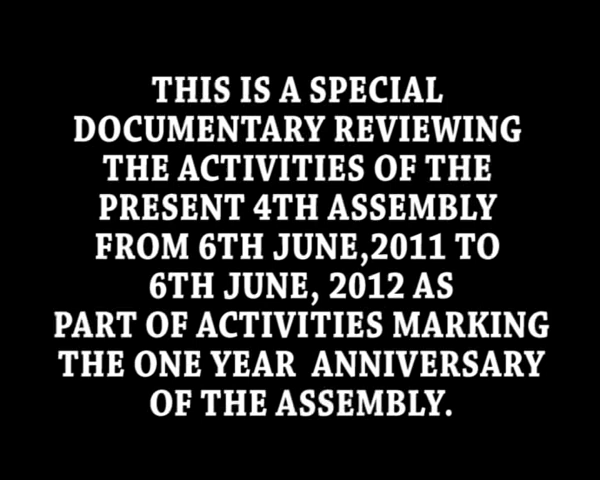 THIS IS A SPECIAL
DOCUMENTARY REVIEWING
THE ACTIVITIES OF THE
PRESENT 4TH ASSEMBLY
FROM 6TH JUNE,2011 TO
6TH JUNE, 2012 AS
PART OF ACTIVITIES MARKING
THE ONE YEAR  ANNIVERSARY
OF THE ASSEMBLY.